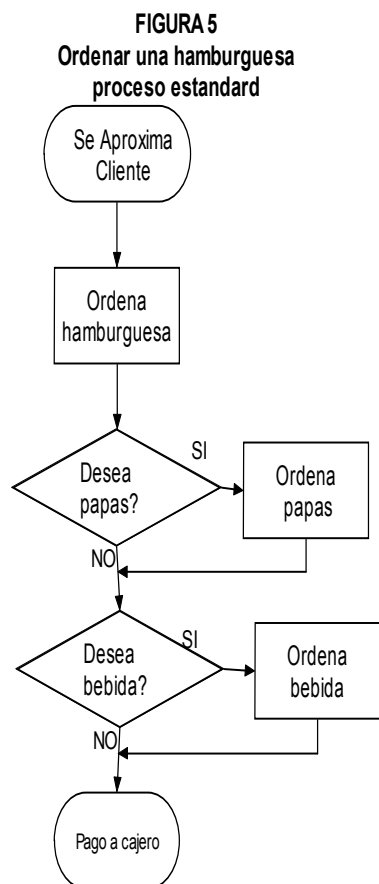 FIGURA 5
Ordenar una hamburguesa
proceso estandard
Se Aproxima
Cliente
Ordena
hamburguesa
Desea
papas?
SI
Ordena
papas
NO
Desea
bebida?
SI
Ordena
bebida
NO
Pago a cajero